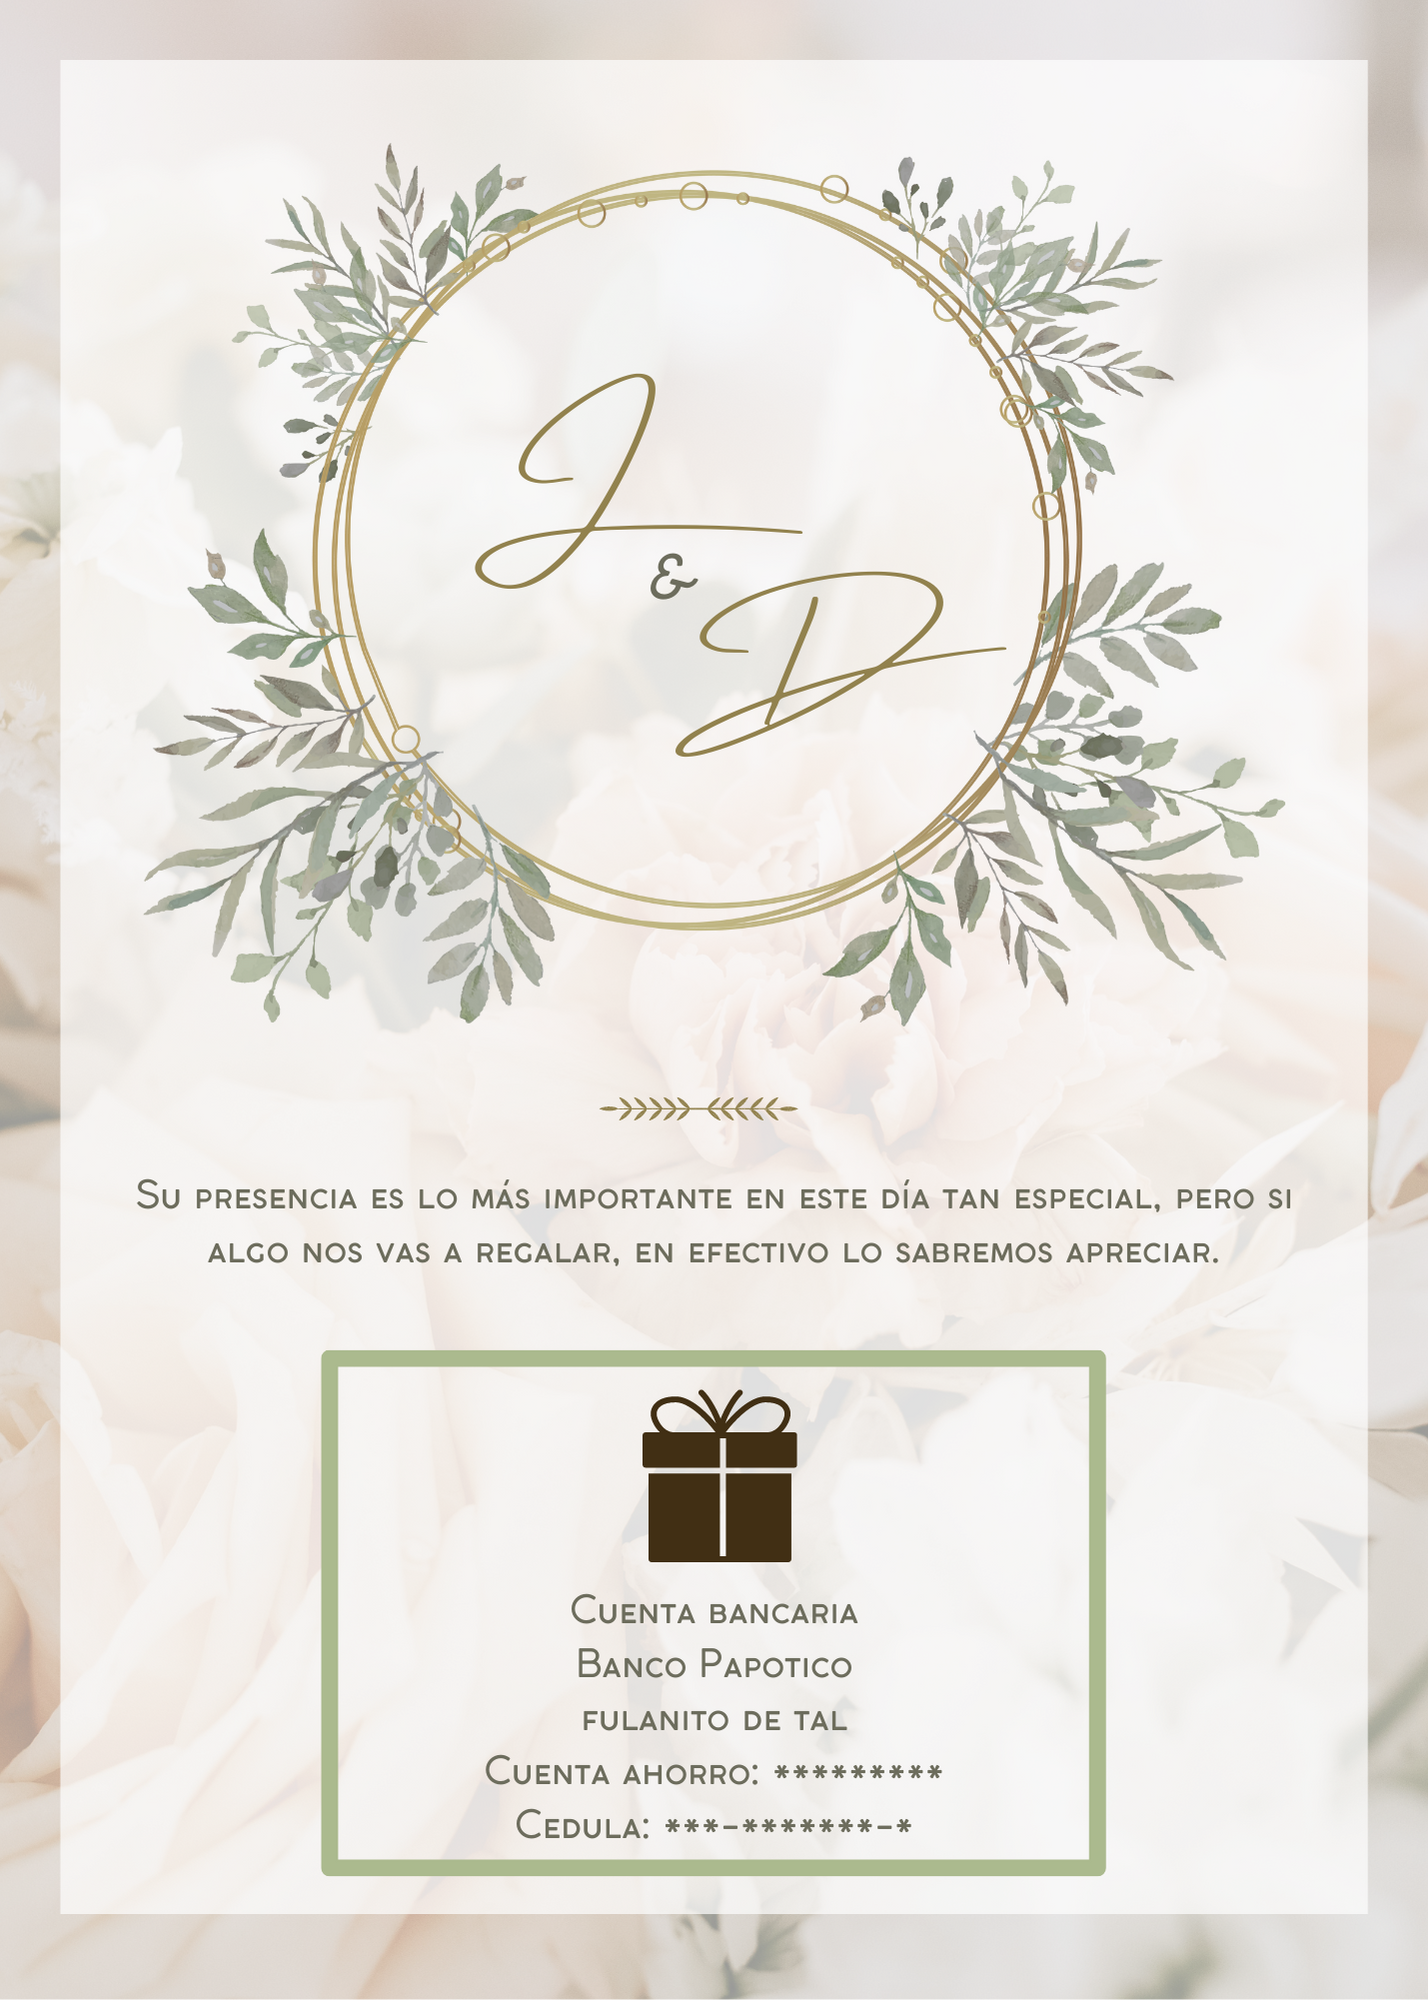 J
&
D
Su presencia es lo más importante en este día tan especial, pero si
algo nos vas a regalar, en efectivo lo sabremos apreciar.
Cuenta bancaria
Banco Papotico
fulanito de tal
Cuenta ahorro: *********
Cedula: ***-*******-*